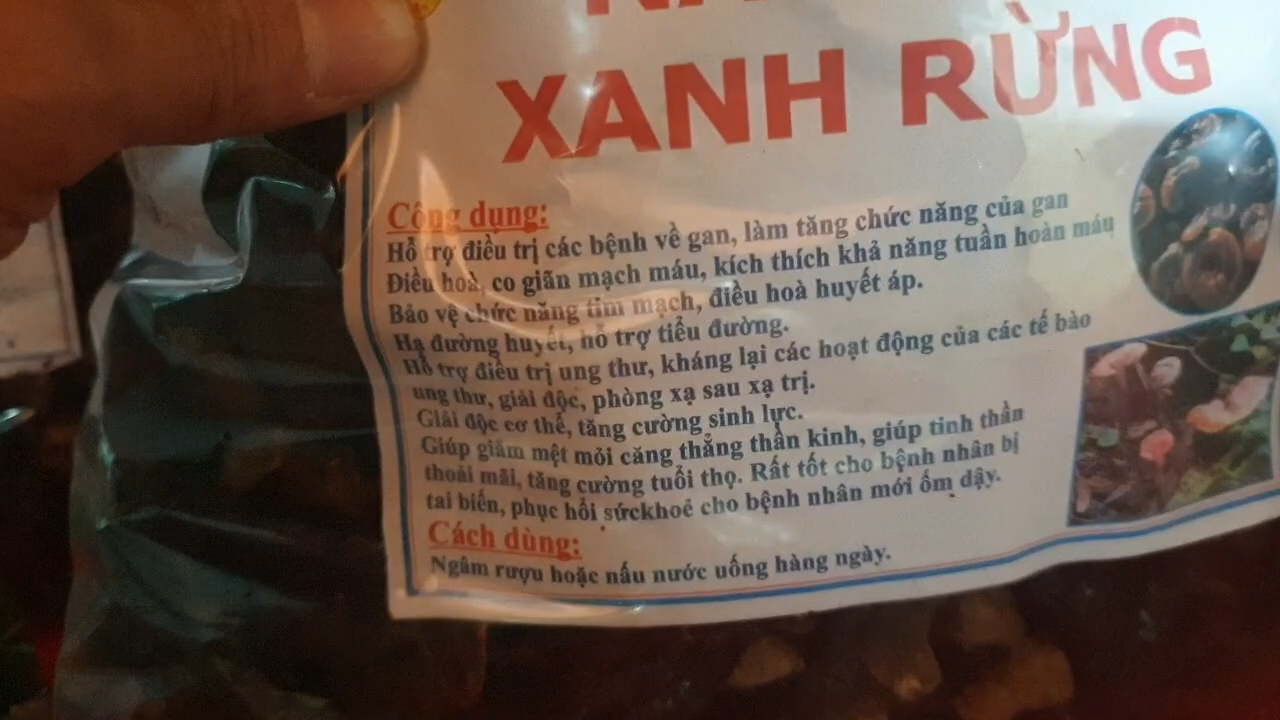 XANH RỪNG
Công dụng:
Hỗ trợ điều trị các bệnh về gan, làm tăng chức năng của gan
Điều hoà, co giãn mạch máu, kích thích khả năng tuần hoàn máu
Bảo vệ chức năng tim mạch, điều hoà huyết áp.
Hạ đường huyết, hỗ trợ tiểu đường.
Hỗ trợ điều trị ung thư, kháng lại các hoạt động của các tế bào
ung thư, giải độc, phòng xạ sau xạ trị.
Giải độc cơ thể, tăng cường sinh lực.
Giúp giảm mệt mỏi căng thẳng thần kinh, giúp tinh thần
thoải mãi, tăng cường tuổi thọ. Rất tốt cho bệnh nhân bị
tai biến, phục hồi sứckhoẻ cho bệnh nhân mới ốm dậy.
Cách dùng:
Ngâm rượu hoặc nấu nước uống hàng ngày.